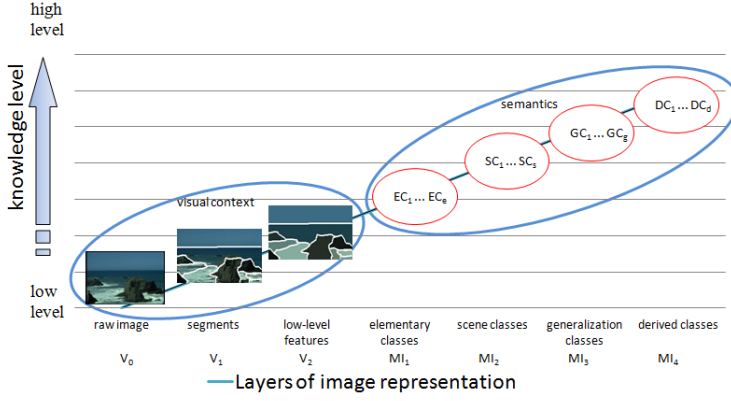 high
level
knowledge level
low
level
visual context
semantics
EC₁ ... ECₑ
SC₁ ... SCₛ
GC₁ ... GC_g
DC₁ ... DC_d
raw image
segments
low-level
features
elementary
classes
scene classes
generalization
classes
derived classes
V₀
V₁
V₂
MI₁
MI₂
MI₃
MI₄
Layers of image representation